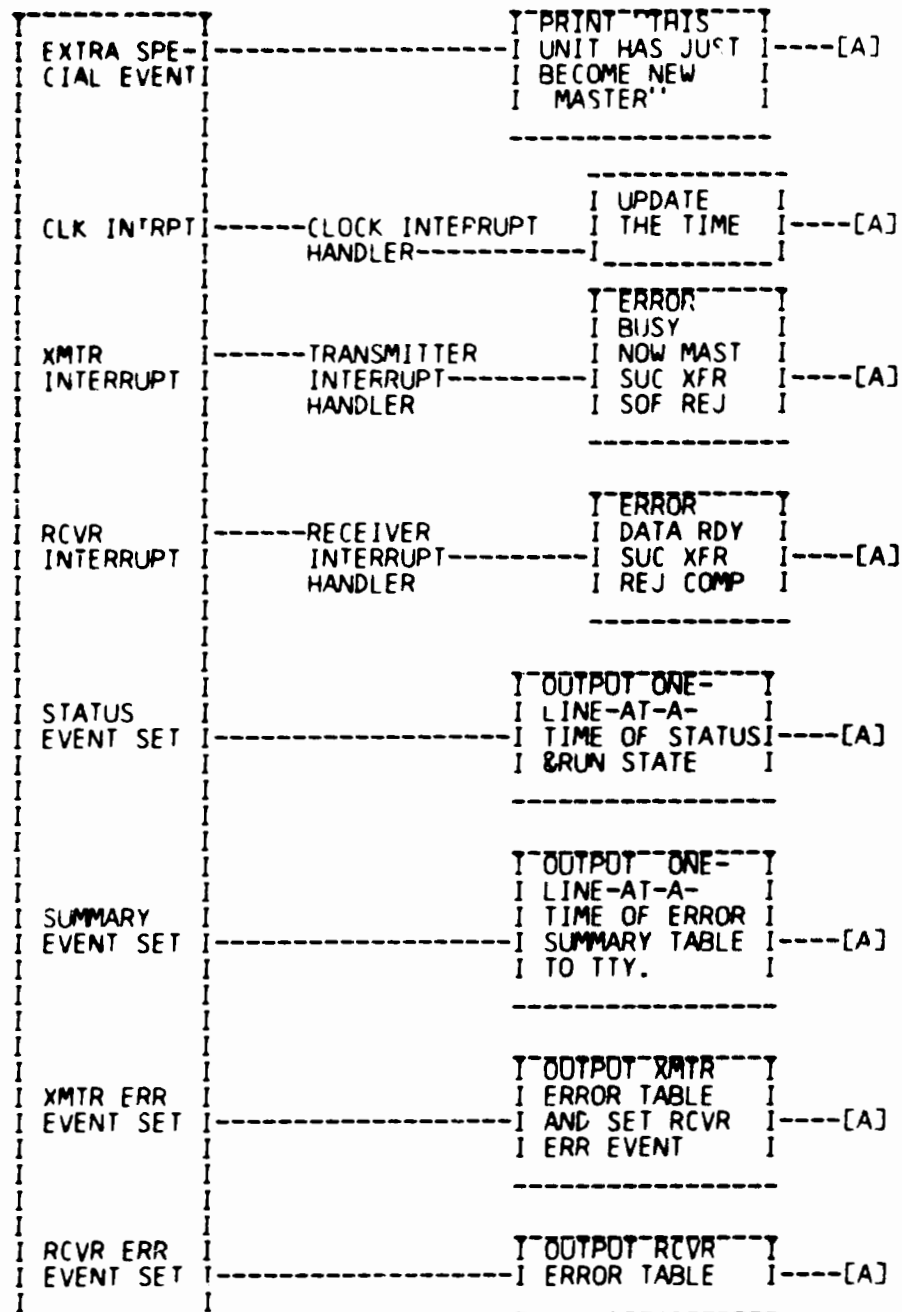 PRINT "THIS
EXTRA SPE- UNIT HAS JUST [A]
CIAL EVENT BECOME NEW
MASTER"
UPDATE
CLK INTRPT CLOCK INTERRUPT THE TIME [A]
HANDLER
ERROR
BUSY
XMTR TRANSMITTER NOW MAST
INTERRUPT INTERRUPT SUC XFR [A]
HANDLER SOF REJ
ERROR
RCVR RECEIVER DATA RDY
INTERRUPT INTERRUPT SUC XFR [A]
HANDLER REJ COMP
OUTPUT ONE-
STATUS LINE-AT-A-
EVENT SET TIME OF STATUS [A]
&RUN STATE
OUTPUT ONE-
LINE-AT-A-
SUMMARY TIME OF ERROR
EVENT SET SUMMARY TABLE [A]
TO TTY.
OUTPUT XMTR
XMTR ERR ERROR TABLE
EVENT SET AND SET RCVR [A]
ERR EVENT
RCVR ERR OUTPUT RCVR
EVENT SET ERROR TABLE [A]